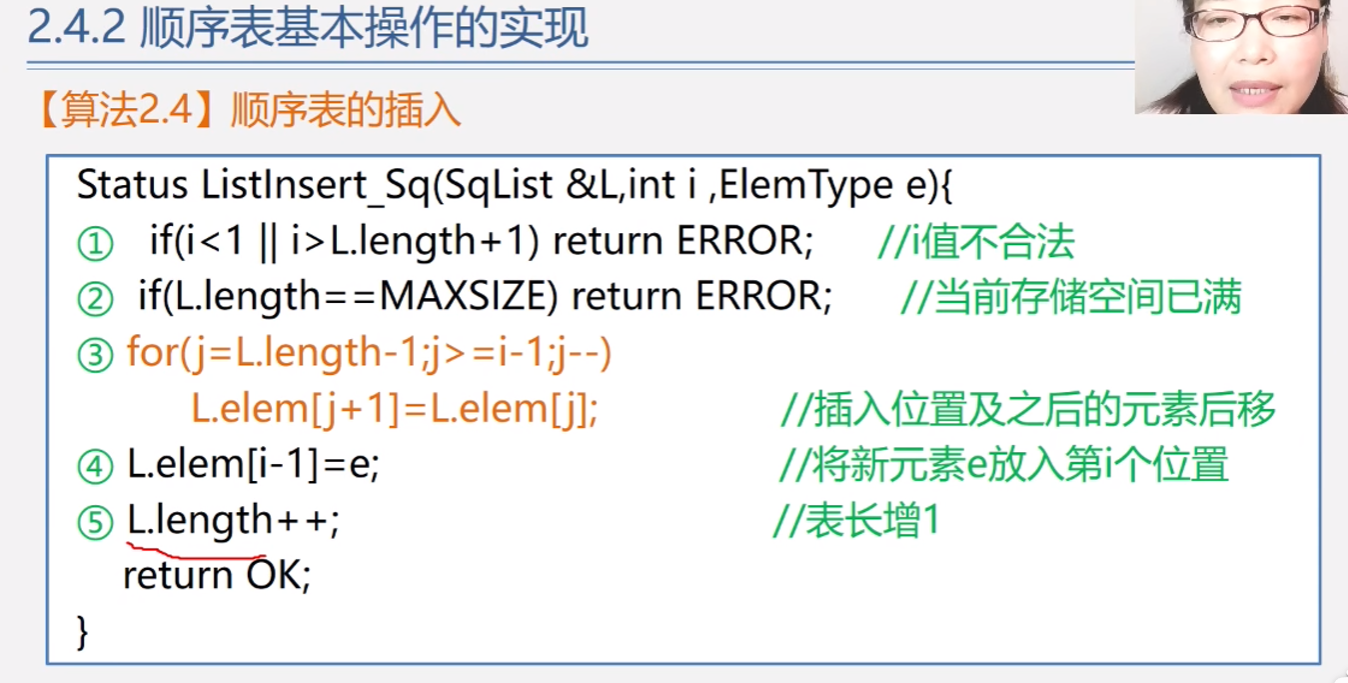 2.4.2 顺序表基本操作的实现
【算法2.4】顺序表的插入
Status ListInsert_Sq(SqList &L,int i ,ElemType e){
① if(i<1 || i>L.length+1) return ERROR; //i值不合法
② if(L.length==MAXSIZE) return ERROR; //当前存储空间已满
③ for(j=L.length-1;j>=i-1;j--)
L.elem[j+1]=L.elem[j]; //插入位置及之后的元素后移
④ L.elem[i-1]=e; //将新元素e放入第i个位置
⑤ L.length++; //表长增1
return OK;
}